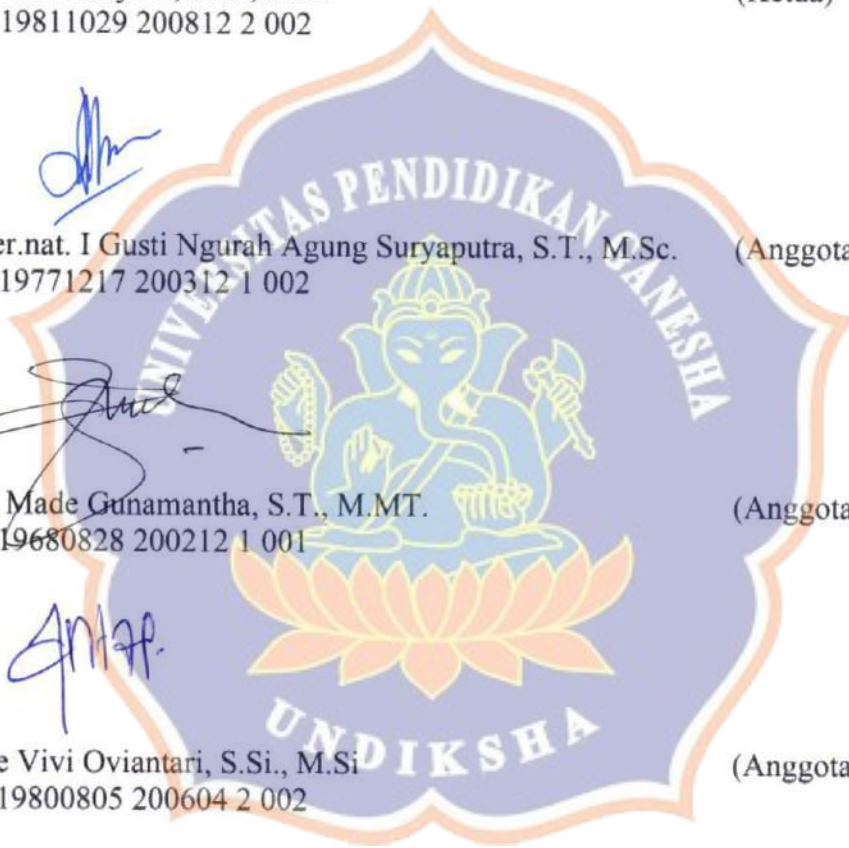 19811029 200812 2 002
er.nat. I Gusti Ngurah Agung Suryaputra, S.T., M.Sc. (Anggota
19771217 200312 1 002
Made Gunamantha, S.T., M.MT. (Anggota
19680828 200212 1 001
e Vivi Oviantari, S.Si., M.Si (Anggota
19800805 200604 2 002
UNIVERSITAS PENDIDIKAN GANESHA
UNDIKSHA